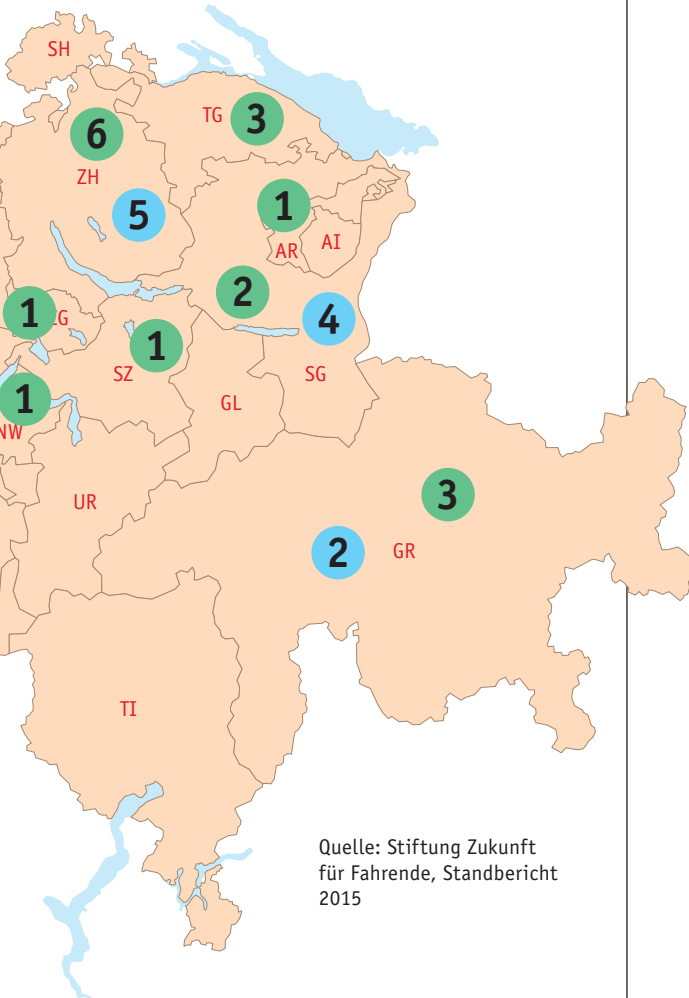 SH
TG
3
6
ZH
5
1
AR
AI
2
4
1
ZG
1
SZ
SG
1
NW
GL
UR
3
2
GR
TI
Quelle: Stiftung Zukunft
für Fahrende, Standbericht
2015